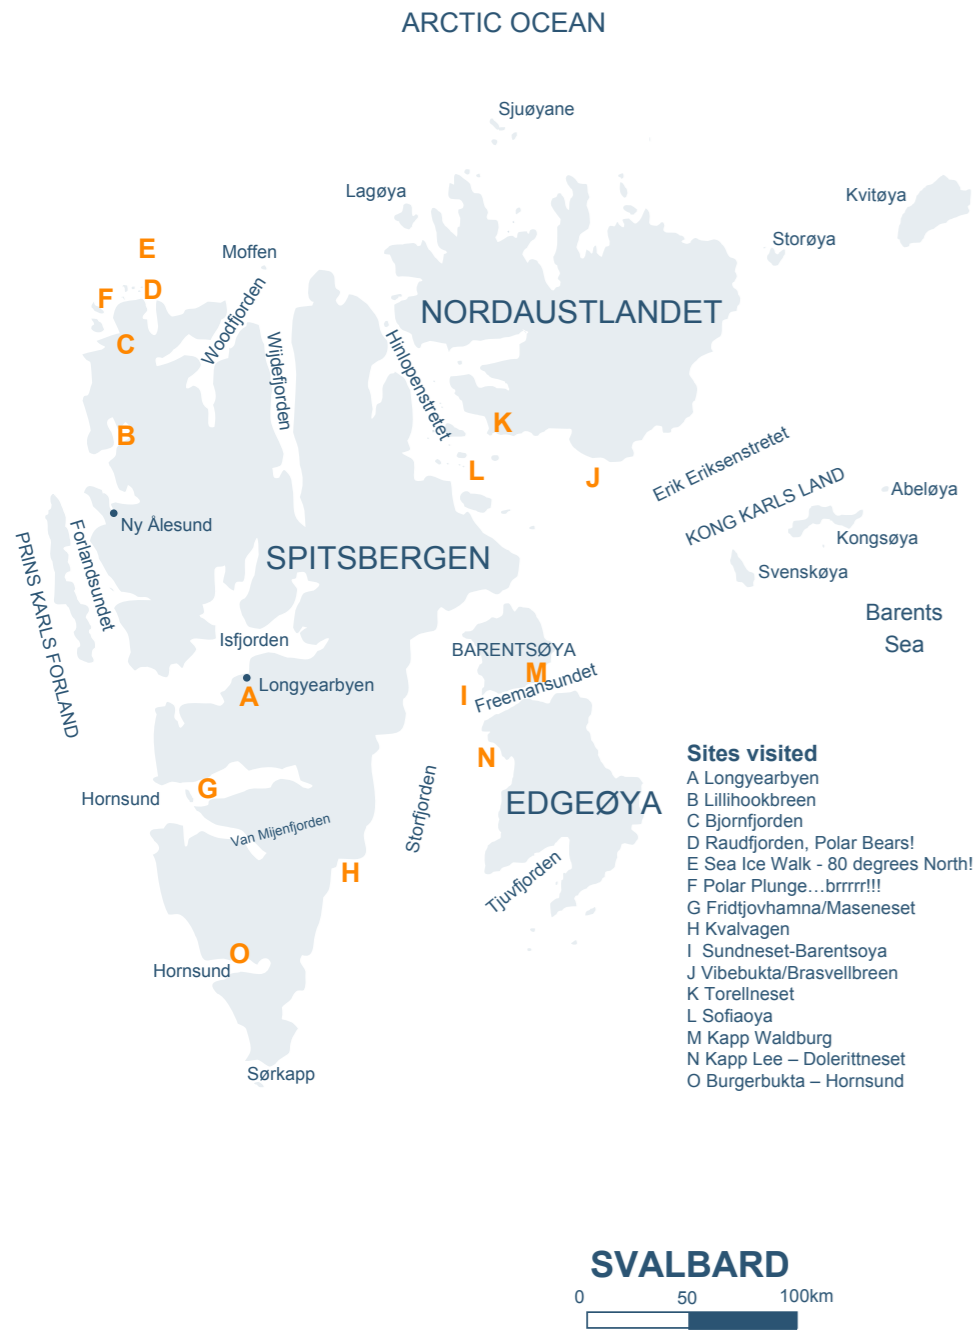 ARCTIC OCEAN
Sjuøyane
Lagøya
Kvitøya
Storøya
E
Moffen
D
F
Woodfjorden
NORDAUSTLANDET
C
Wijdefjorden
Hinlopenstretet
B
K
L
J
Erik Eriksenstretet
KONG KARLS LAND
Abeløya
Ny Ålesund
Kongsøya
Forlandsundet
PRINS KARLS FORLAND
SPITSBERGEN
Svenskøya
Barents
Sea
Isfjorden
BARENTSØYA
M
Longyearbyen
A
I
Freemansundet
N
G
Hornsund
EDGEØYA
Storfjorden
Van Mijenfjorden
H
Tjuvfjorden
O
Hornsund
Sørkapp
Sites visited
A Longyearbyen
B Lillihookbreen
C Bjornfjorden
D Raudfjorden, Polar Bears!
E Sea Ice Walk - 80 degrees North!
F Polar Plunge…brrrrr!!!
G Fridtjovhamna/Maseneset
H Kvalvagen
I Sundneset-Barentsoya
J Vibebukta/Brasvellbreen
K Torellneset
L Sofiaoya
M Kapp Waldburg
N Kapp Lee – Dolerittneset
O Burgerbukta – Hornsund
SVALBARD
0 50 100km